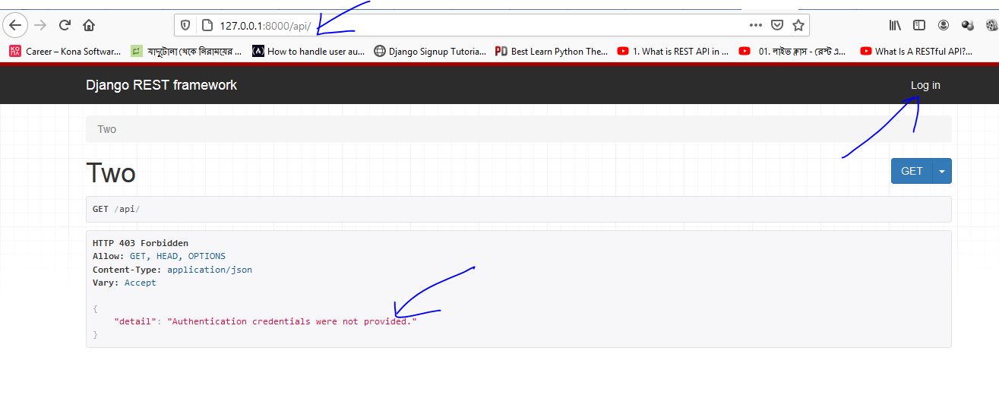 127.0.0.1:8000/api/
Career – Kona Softwar... যাদুটোনা থেকে নিরাময়ের ... How to handle user au... Django Signup Tutoria... PD Best Learn Python The... 1. What is REST API in ... 01. লাইভ ক্লাস - রেস্ট এ... What Is A RESTful API?...
Django REST framework Log in
Two
Two GET
GET /api/
HTTP 403 Forbidden
Allow: GET, HEAD, OPTIONS
Content-Type: application/json
Vary: Accept
{
"detail": "Authentication credentials were not provided."
}